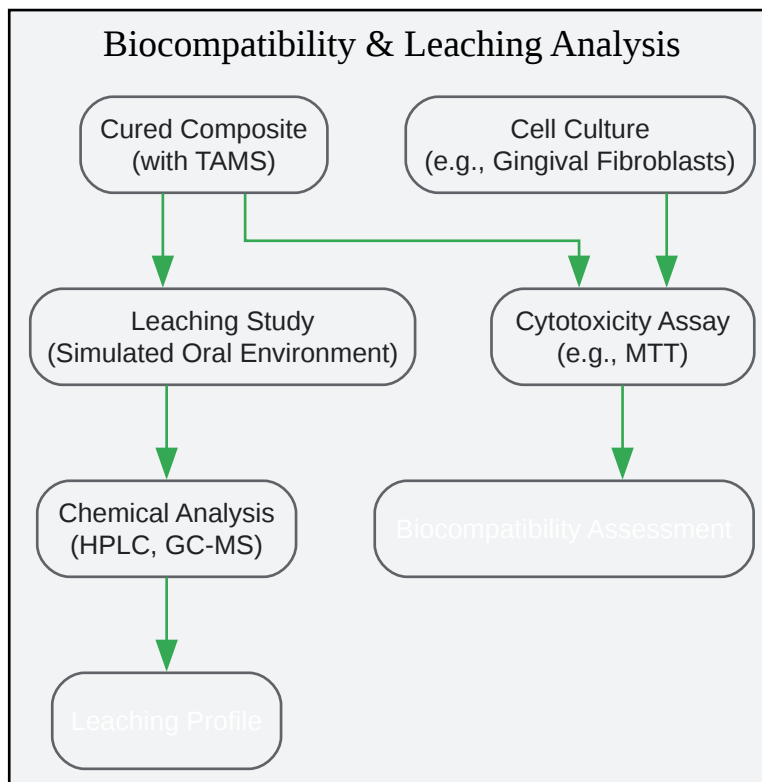 Biocompatibility & Leaching Analysis
Cured Composite
(with TAMS)
Cell Culture
(e.g., Gingival Fibroblasts)
Leaching Study
(Simulated Oral Environment)
Cytotoxicity Assay
(e.g., MTT)
Chemical Analysis
(HPLC, GC-MS)
Biocompatibility Assessment
Leaching Profile